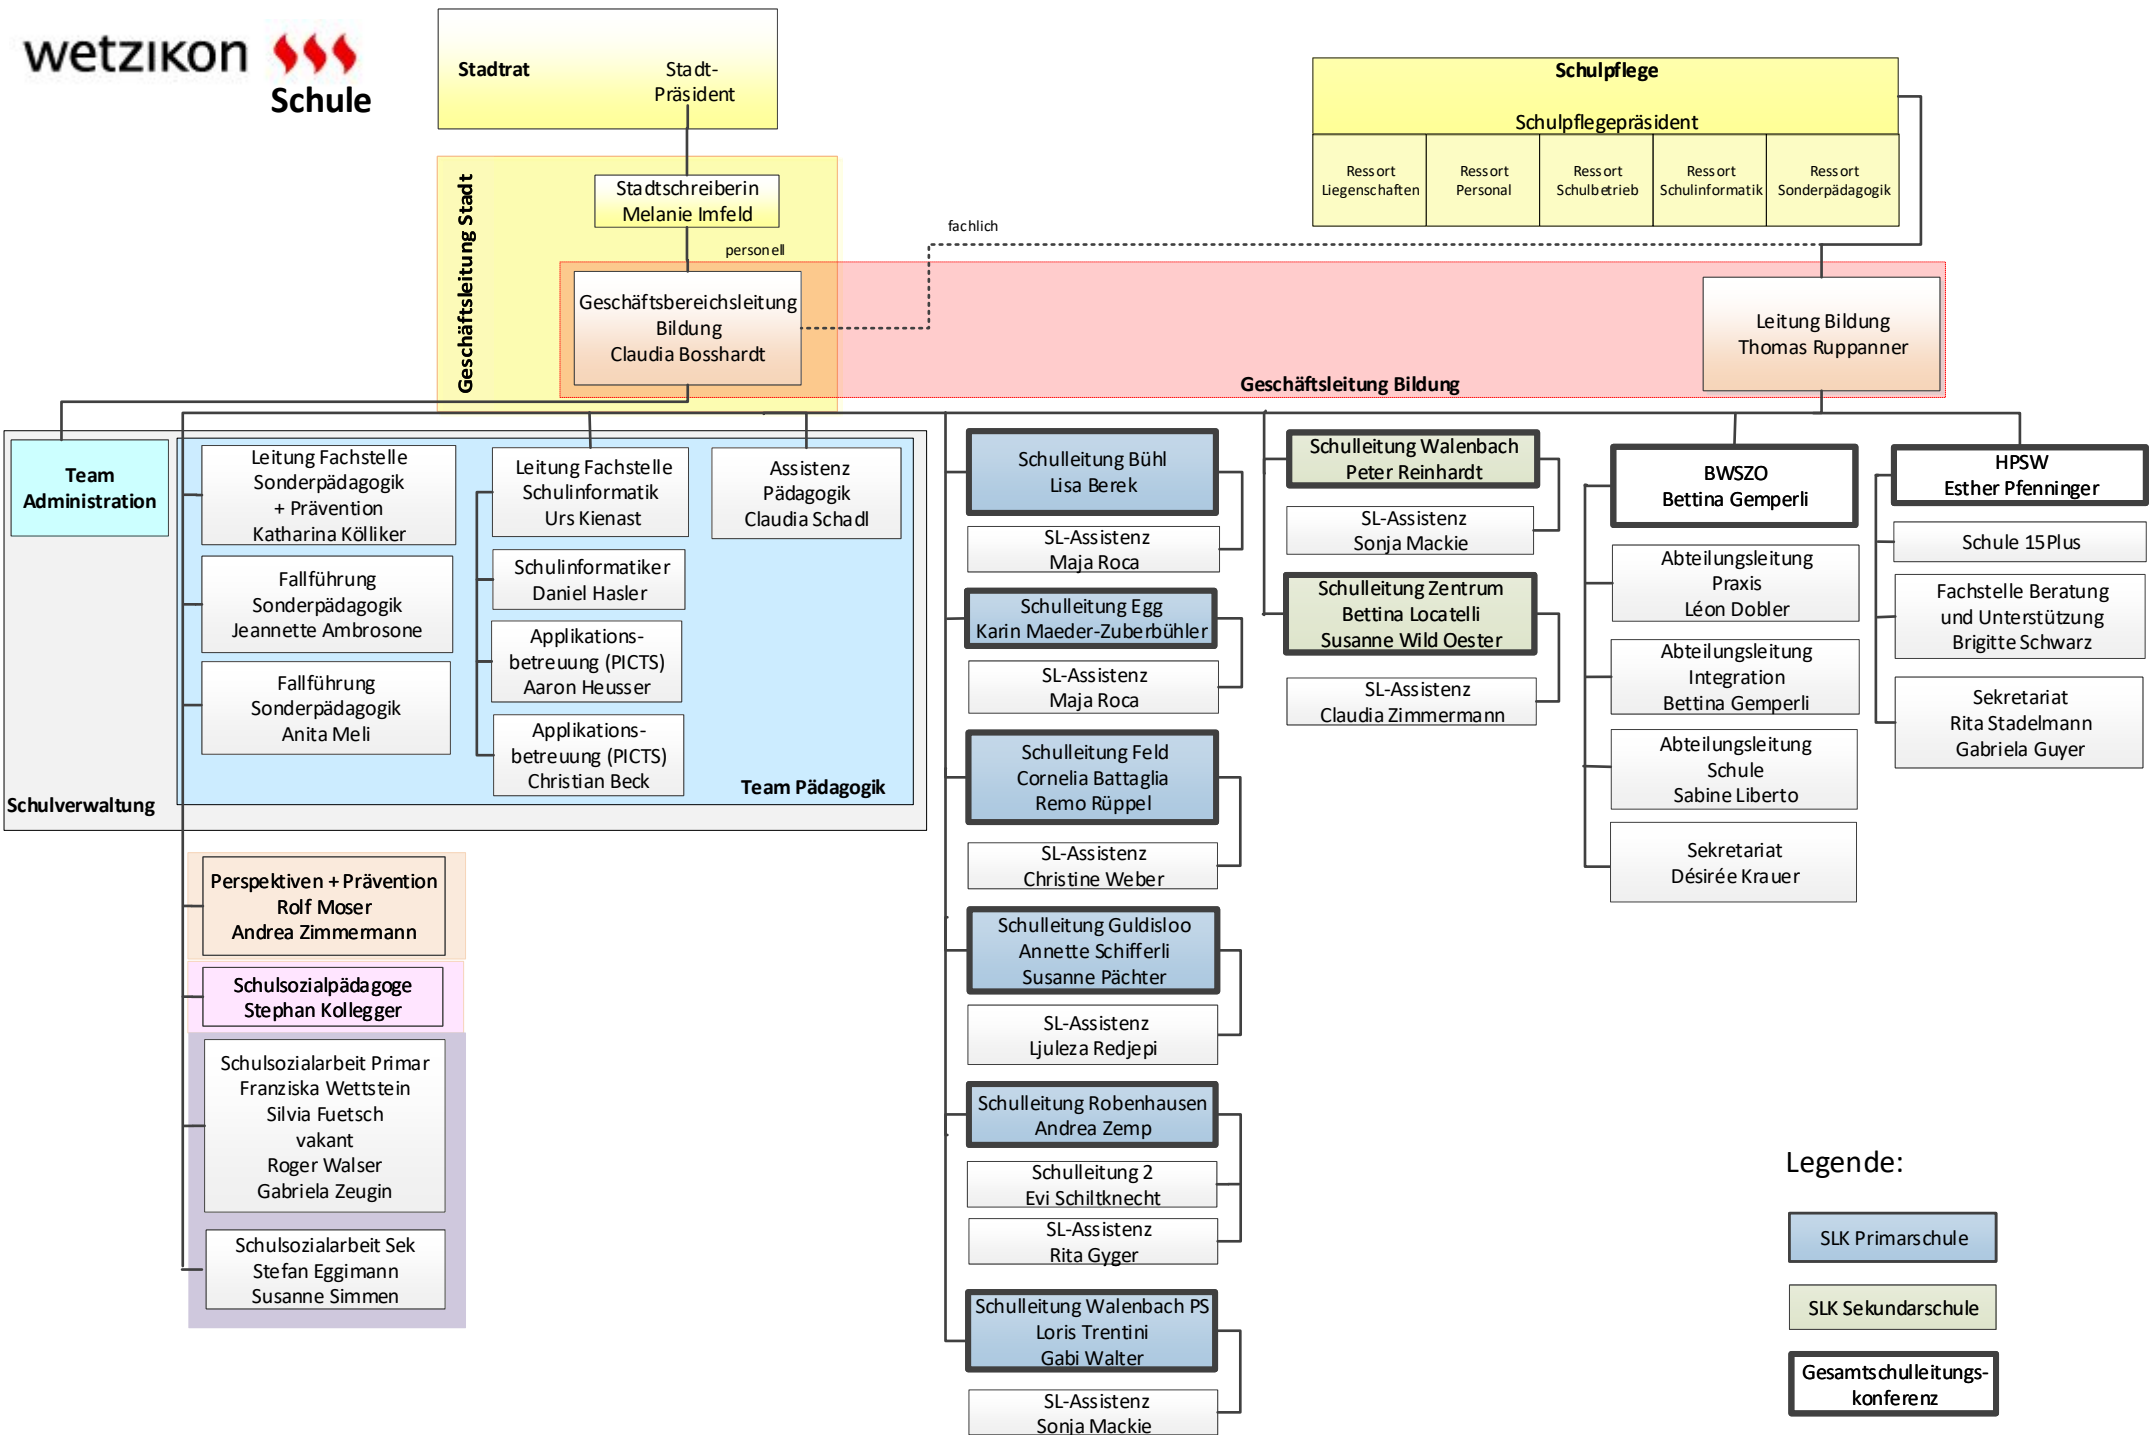 wetzikon
Schule
Stadtrat
Stadt-
Präsident
Schulpflege
Schulpflegepräsident
Ressort
Liegenschaften
Ressort
Personal
Ressort
Schulbetrieb
Ressort
Schulinformatik
Ressort
Sonderpädagogik
Geschäftsleitung Stadt
Stadtschreiberin
Melanie Imfeld
personell
fachlich
Geschäftsbereichsleitung
Bildung
Claudia Bosshardt
Leitung Bildung
Thomas Ruppanner
Geschäftsleitung Bildung
Team
Administration
Schulverwaltung
Leitung Fachstelle
Sonderpädagogik
+ Prävention
Katharina Kölliker
Fallführung
Sonderpädagogik
Jeannette Ambrosone
Fallführung
Sonderpädagogik
Anita Meli
Leitung Fachstelle
Schulinformatik
Urs Kienast
Schulinformatiker
Daniel Hasler
Applikations-
betreuung (PICTS)
Aaron Heusser
Applikations-
betreuung (PICTS)
Christian Beck
Assistenz
Pädagogik
Claudia Schadl
Team Pädagogik
Perspektiven + Prävention
Rolf Moser
Andrea Zimmermann
Schulsozialpädagoge
Stephan Kollegger
Schulsozialarbeit Primar
Franziska Wettstein
Silvia Fuetsch
vakant
Roger Walser
Gabriela Zeugin
Schulsozialarbeit Sek
Stefan Eggimann
Susanne Simmen
Schulleitung Bühl
Lisa Berek
SL-Assistenz
Maja Roca
Schulleitung Egg
Karin Maeder-Zuberbühler
SL-Assistenz
Maja Roca
Schulleitung Feld
Cornelia Battaglia
Remo Rüppel
SL-Assistenz
Christine Weber
Schulleitung Guldisloo
Annette Schifferli
Susanne Pächter
SL-Assistenz
Ljuleza Redjepi
Schulleitung Robenhausen
Andrea Zemp
Schulleitung 2
Evi Schiltknecht
SL-Assistenz
Rita Gyger
Schulleitung Walenbach PS
Loris Trentini
Gabi Walter
SL-Assistenz
Sonja Mackie
Schulleitung Walenbach
Peter Reinhardt
SL-Assistenz
Sonja Mackie
Schulleitung Zentrum
Bettina Locatelli
Susanne Wild Oester
SL-Assistenz
Claudia Zimmermann
BWSZO
Bettina Gemperli
Abteilungsleitung
Praxis
Léon Dobler
Abteilungsleitung
Integration
Bettina Gemperli
Abteilungsleitung
Schule
Sabine Liberto
Sekretariat
Désirée Krauer
HPSW
Esther Pfenninger
Schule 15Plus
Fachstelle Beratung
und Unterstützung
Brigitte Schwarz
Sekretariat
Rita Stadelmann
Gabriela Guyer
Legende:
SLK Primarschule
SLK Sekundarschule
Gesamtschulleitungs-
konferenz